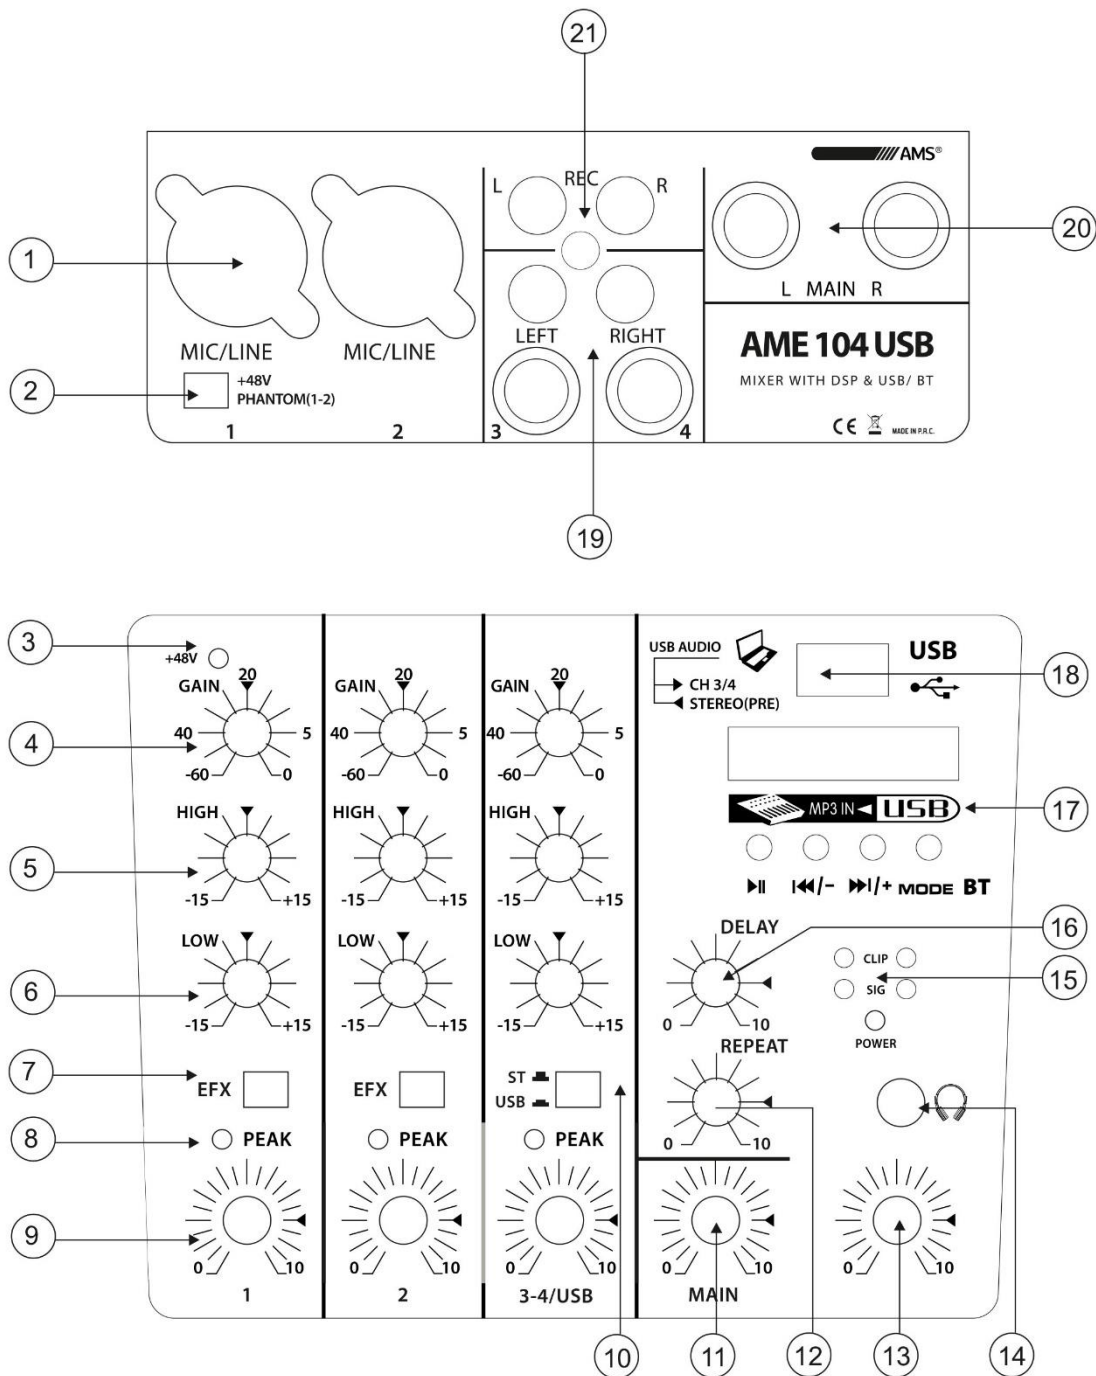 21
AMS®
L REC R
20
1
L MAIN R
MIC/LINE MIC/LINE LEFT RIGHT
AME 104 USB
2
+48V
PHANTOM(1-2)
MIXER WITH DSP & USB/ BT
1 2 3 4
CE MADE IN P.R.C.
19
3
+48V
USB AUDIO
CH 3/4
STEREO(PRE)
USB
18
GAIN 20 GAIN 20 GAIN 20
4
40 5 40 5 40 5
-60 0 -60 0 -60 0
MP3 IN USB
17
HIGH HIGH HIGH
5
-15 +15 -15 +15 -15 +15
/- /+ MODE BT
DELAY
16
LOW LOW LOW
CLIP
15
6
SIG
-15 +15 -15 +15 -15 +15
0 10
POWER
REPEAT
7
EFX EFX
ST
USB
0 10
8
PEAK PEAK PEAK
9
0 10 0 10 0 10 0 10 0 10
1 2 3-4/USB MAIN
10 11 12 13 14